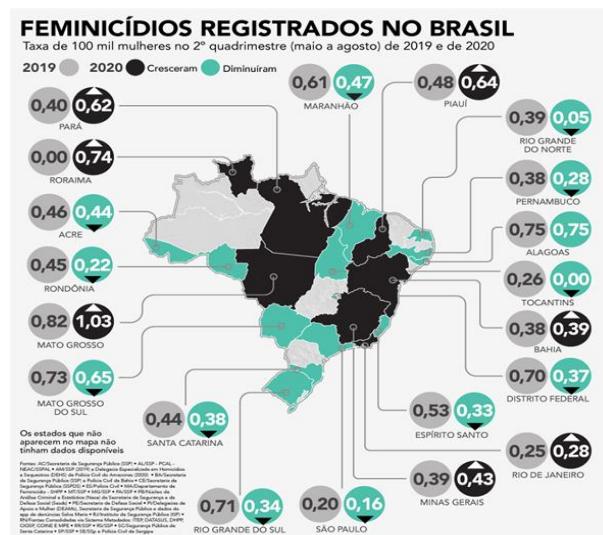 FEMINICÍDIOS REGISTRADOS NO BRASIL
Taxa de 100 mil mulheres no 2º quadrimestre (maio a agosto) de 2019 e de 2020
2019 2020 Cresceram Diminuíram
0,40 0,62
PARÁ
0,00 0,74
RORAIMA
0,46 0,44
ACRE
0,45 0,22
RONDÔNIA
0,82 1,03
MATO GROSSO
0,73 0,65
MATO GROSSO
DO SUL
0,44 0,38
SANTA CATARINA
0,71 0,34
RIO GRANDE DO SUL
0,20 0,16
SÃO PAULO
0,61 0,47
MARANHÃO
0,48 0,64
PIAUÍ
0,39 0,05
RIO GRANDE
DO NORTE
0,38 0,28
PERNAMBUCO
0,75 0,75
ALAGOAS
0,26 0,00
TOCANTINS
0,38 0,39
BAHIA
0,70 0,37
DISTRITO FEDERAL
0,53 0,33
ESPÍRITO SANTO
0,25 0,28
RIO DE JANEIRO
0,39 0,43
MINAS GERAIS
Os estados que não
aparecem no mapa não
tinham dados disponíveis